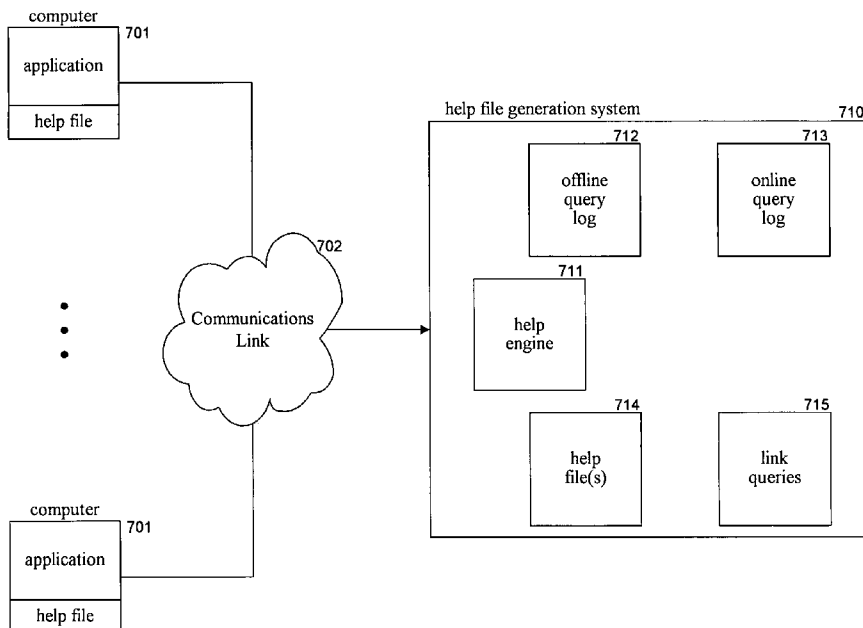 computer
701
application
help file
help file generation system
710
712
offline
query
log
713
online
query
log
702
Communications
Link
711
help
engine
714
help
file(s)
715
link
queries
computer
701
application
help file